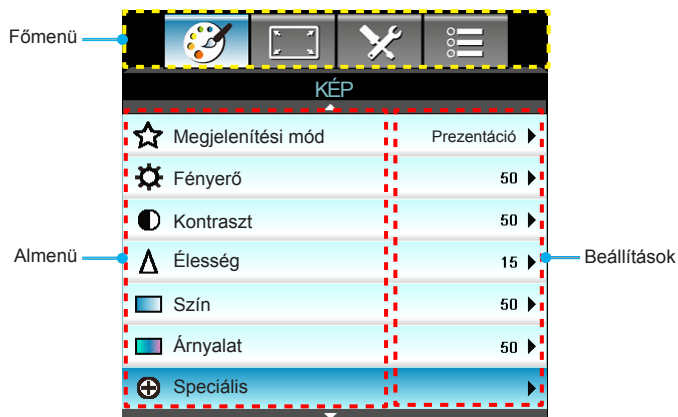 Főmenü
KÉP
Megjelenítési mód Prezentáció
Fényerő 50
Kontraszt 50
Almenü Élesség 15 Beállítások
Szín 50
Árnyalat 50
Speciális